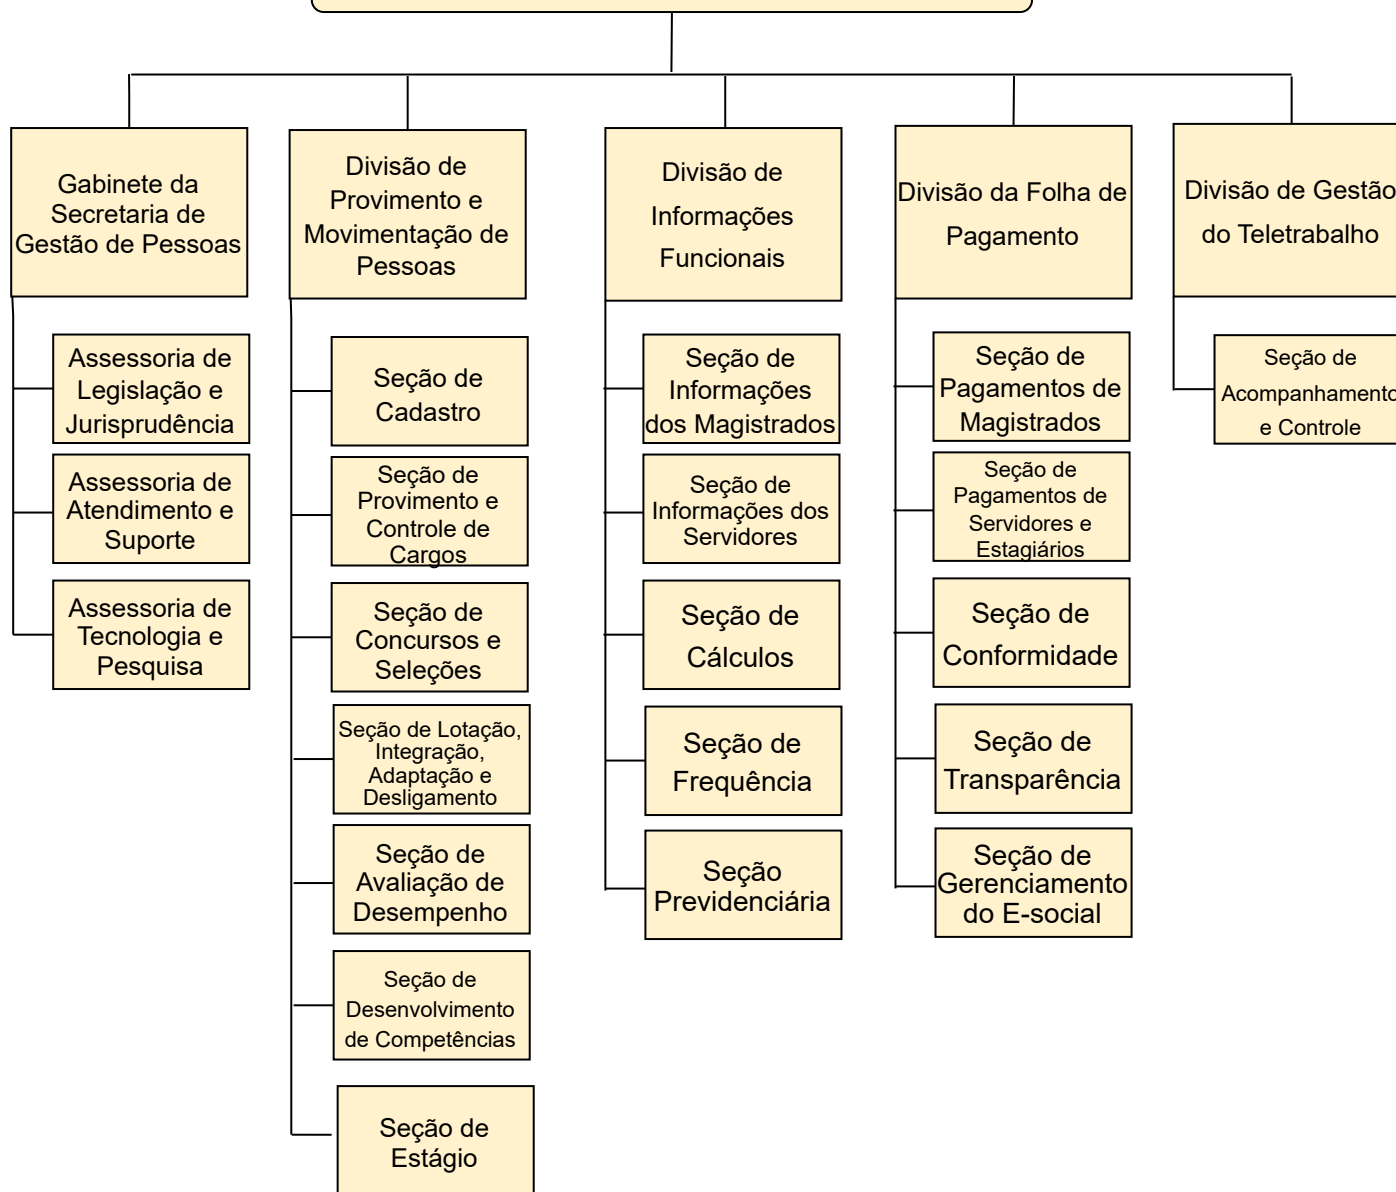 Gabinete da
Secretaria de
Gestão de Pessoas
Assessoria de
Legislação e
Jurisprudência
Assessoria de
Atendimento e
Suporte
Assessoria de
Tecnologia e
Pesquisa
Divisão de
Provimento e
Movimentação de
Pessoas
Seção de
Cadastro
Seção de
Provimento e
Controle de
Cargos
Seção de
Concursos e
Seleções
Seção de Lotação,
Integração,
Adaptação e
Desligamento
Seção de
Avaliação de
Desempenho
Seção de
Desenvolvimento
de Competências
Seção de
Estágio
Divisão de
Informações
Funcionais
Seção de
Informações
dos Magistrados
Seção de
Informações dos
Servidores
Seção de
Cálculos
Seção de
Frequência
Seção
Previdenciária
Divisão da Folha de
Pagamento
Seção de
Pagamentos de
Magistrados
Seção de
Pagamentos de
Servidores e
Estagiários
Seção de
Conformidade
Seção de
Transparência
Seção de
Gerenciamento
do E-social
Divisão de Gestão
do Teletrabalho
Seção de
Acompanhamento
e Controle